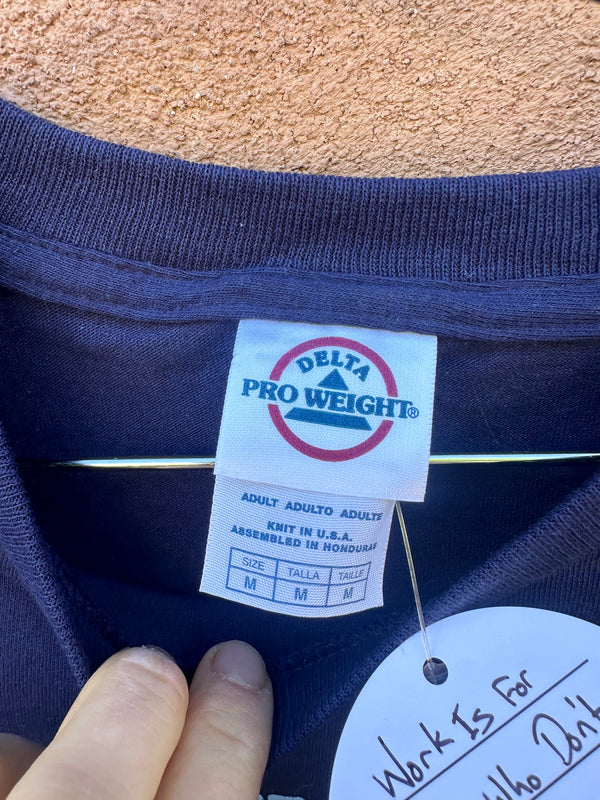 DELTA
PRO WEIGHT®
ADULT ADULTO ADULTE
KNIT IN U.S.A.
ASSEMBLED IN HONDURAS
SIZE TALLA TAILLE
M M M
Work Is For
Who Don't